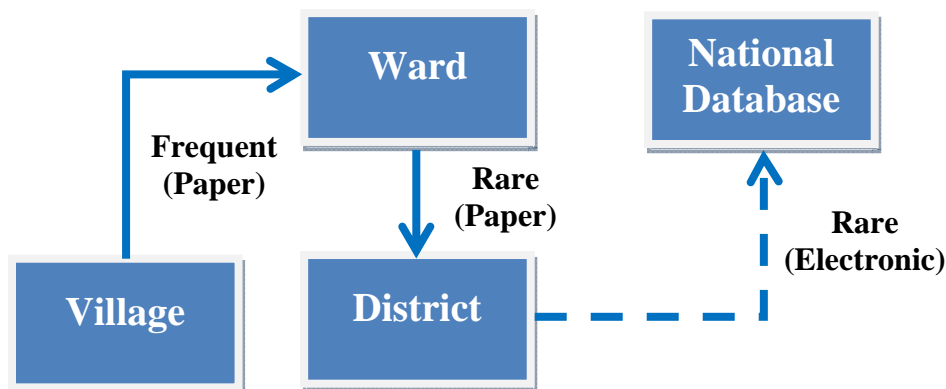 Ward
National
Database
Frequent
(Paper)
Rare
(Paper)
Rare
(Electronic)
Village
District